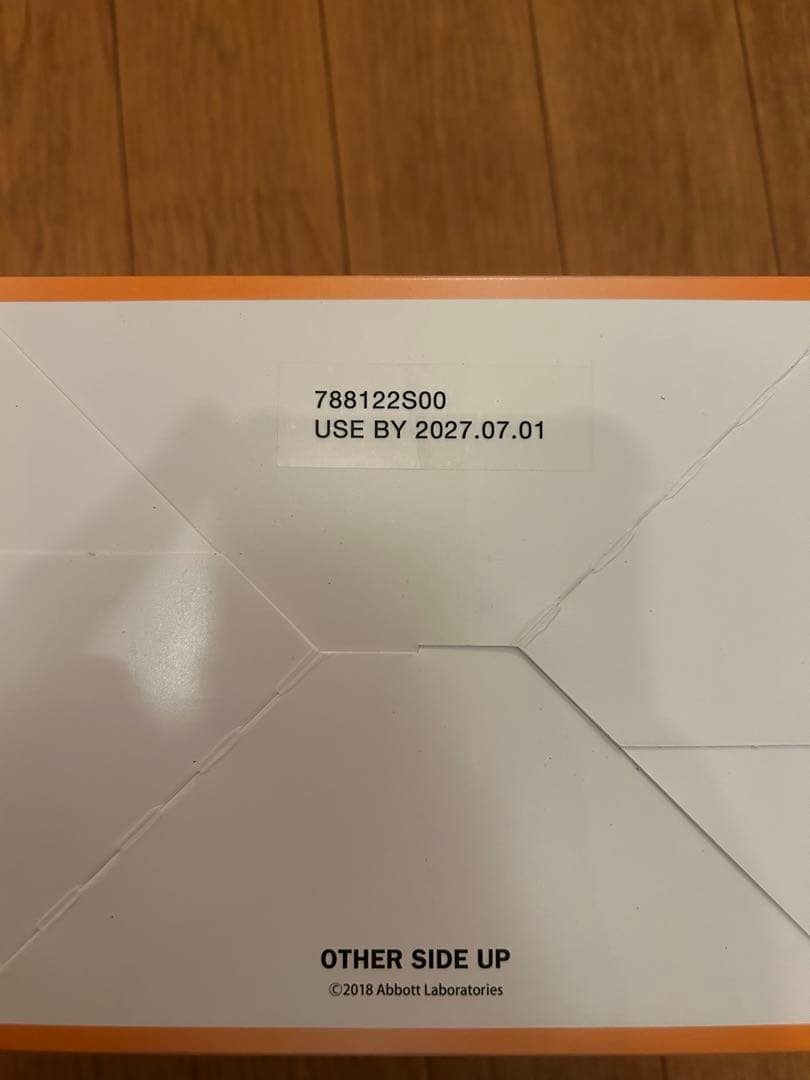 788122S00
USE BY 2027.07.01
OTHER SIDE UP
©2018 Abbott Laboratories